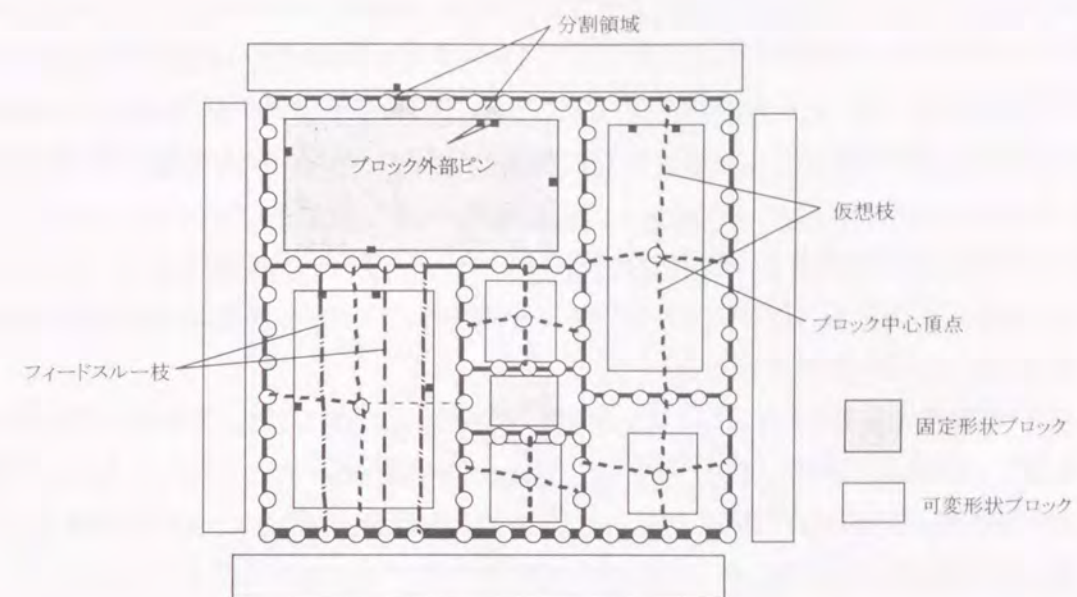 分割領域
ブロック外部ピン
仮想枝
ブロック中心頂点
フィードスルー枝
固定形状ブロック
可変形状ブロック